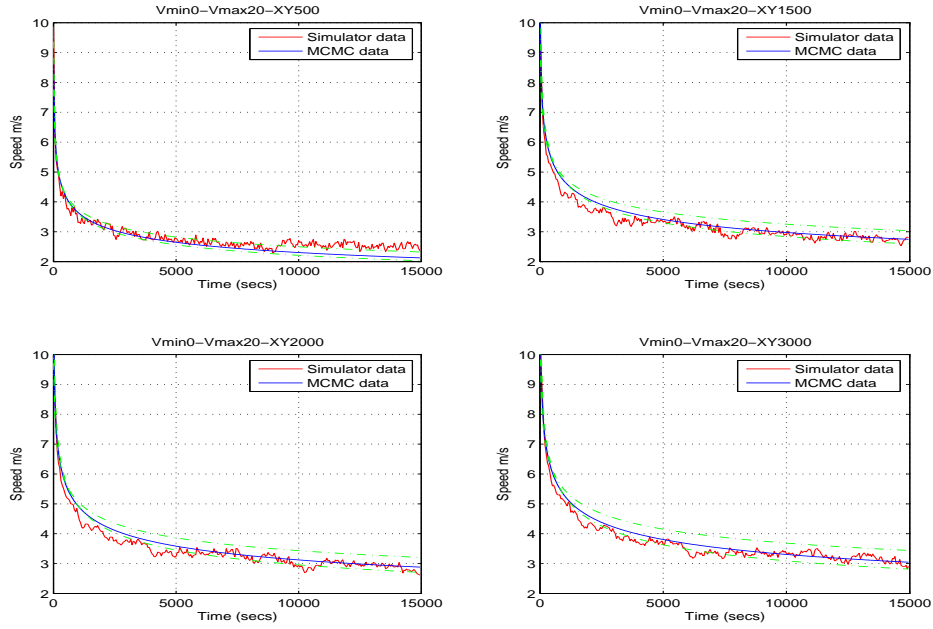 Vmin0−Vmax20−XY500
10
9
8
7
6
5
4
3
2
Speed m/s
Simulator data
MCMC data
0
5000
10000
15000
Time (secs)
Vmin0−Vmax20−XY1500
10
9
8
7
6
5
4
3
2
Speed m/s
Simulator data
MCMC data
0
5000
10000
15000
Time (secs)
Vmin0−Vmax20−XY2000
10
9
8
7
6
5
4
3
2
Speed m/s
Simulator data
MCMC data
0
5000
10000
15000
Time (secs)
Vmin0−Vmax20−XY3000
10
9
8
7
6
5
4
3
2
Speed m/s
Simulator data
MCMC data
0
5000
10000
15000
Time (secs)